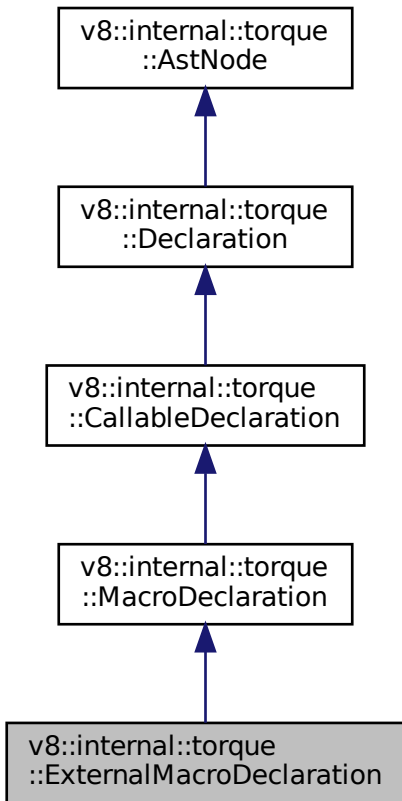 v8::internal::torque
::AstNode
v8::internal::torque
::Declaration
v8::internal::torque
::CallableDeclaration
v8::internal::torque
::MacroDeclaration
v8::internal::torque
::ExternalMacroDeclaration